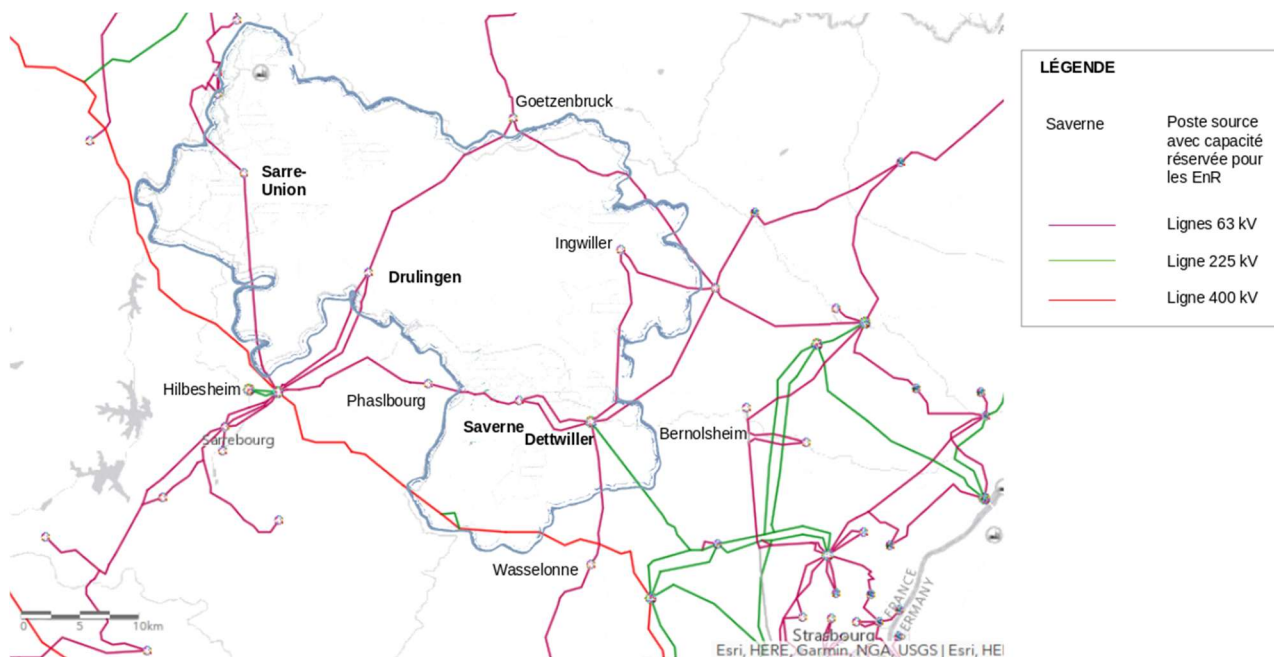 Goetzenbruck
Sarre-
Union
Ingwiller
Drulingen
Hilbesheim
Phaslbourg
Sarrebourg
Saverne
Dettwiller
Bernolsheim
Wasselonne
FRANCE
GERMANY
Strasbourg
0 5 10km
Esri, HERE, Garmin, NGA, USGS | Esri, HE
LÉGENDE
Saverne
Poste source
avec capacité
réservée pour
les EnR
Lignes 63 kV
Ligne 225 kV
Ligne 400 kV